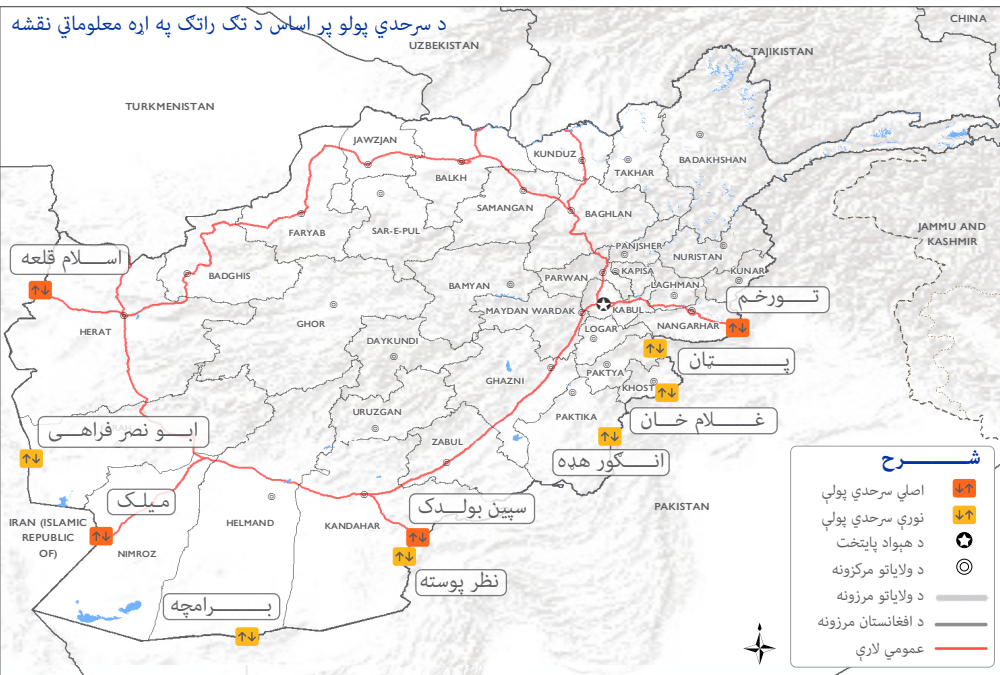 د سرحدي پولو پر اساس د تګ راتګ په اړه معلوماتي نقشه
CHINA
UZBEKISTAN
TAJIKISTAN
TURKMENISTAN
JAWZJAN
KUNDUZ
BADAKHSHAN
TAKHAR
BALKH
SAMANGAN
BAGHLAN
FARYAB
SAR-E-PUL
JAMMU AND
KASHMIR
PANJSHER
NURISTAN
اسلام قلعه
BADGHIS
PARWAN
KAPISA
KUNAR
LAGHMAN
BAMYAN
تورخم
MAYDAN WARDAK
KABUL
HERAT
GHOR
LOGAR
NANGARHAR
DAYKUNDI
پټان
PAKTYA
GHAZNI
KHOST
URUZGAN
PAKTIKA
غلام خان
ابو نصر فراهی
ZABUL
انګور هډه
شرح
میلک
سپین بولدک
اصلي سرحدي پولې
PAKISTAN
نورې سرحدي پولې
IRAN (ISLAMIC
REPUBLIC
OF)
HELMAND
KANDAHAR
NIMROZ
د هېواد پایتخت
د ولایاتو مرکزونه
نظر پوسته
د ولایاتو مرزونه
برامچه
د افغانستان مرزونه
عمومي لارې